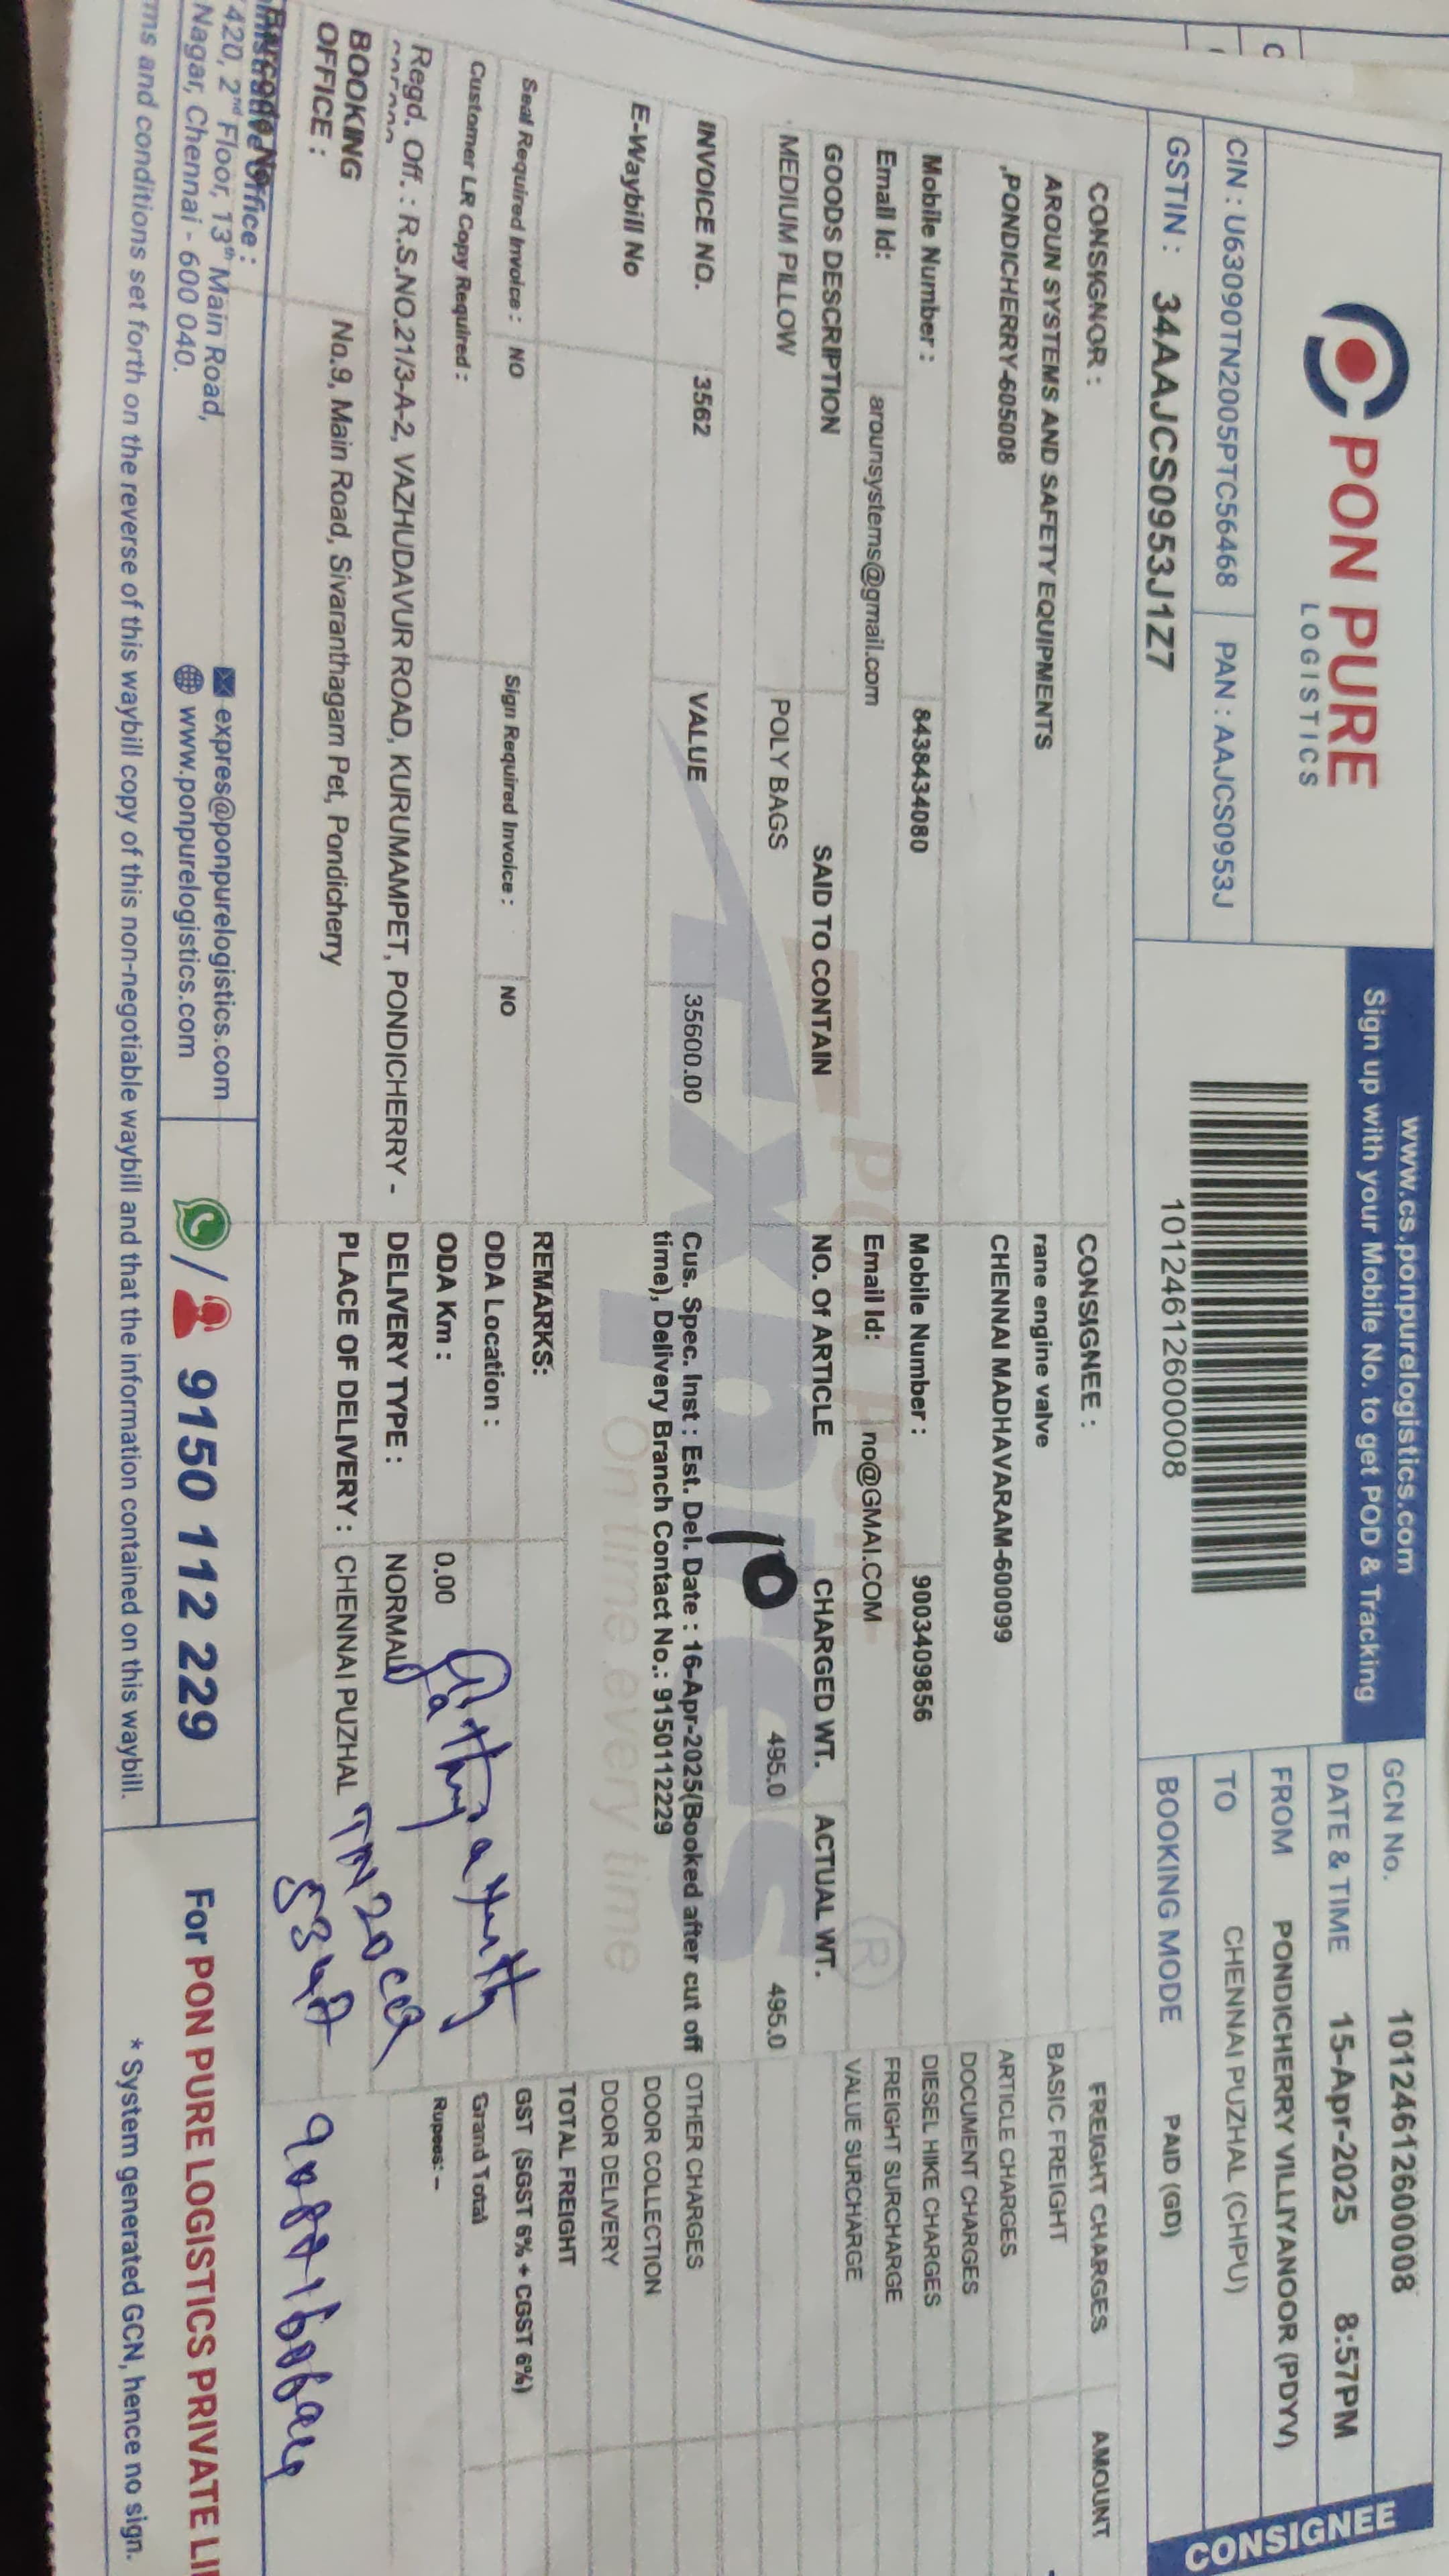 PON PURE
LOGISTICS
CIN : U63090TN2005PTC56468 PAN : AAJCS0953J
GSTIN : 34AAJCS0953J1Z7
www.cs.ponpurelogistics.com
Sign up with your Mobile No. to get POD & Tracking
10124612600008
GCN No. 10124612600008
DATE & TIME 15-Apr-2025 8:57PM
FROM PONDICHERRY VILLIYANOOR (PDYV)
TO CHENNAI PUZHAL (CHPU)
BOOKING MODE PAID (GD)
CONSIGNEE
CONSIGNOR :
AROUN SYSTEMS AND SAFETY EQUIPMENTS
,PONDICHERRY-605008
Mobile Number : 8438434080
Email Id: arounsystems@gmail.com
CONSIGNEE :
rane engine valve
CHENNAI MADHAVARAM-600099
Mobile Number : 9003409856
Email Id: no@GMAI.COM
GOODS DESCRIPTION SAID TO CONTAIN NO. Of ARTICLE CHARGED WT. ACTUAL WT.
MEDIUM PILLOW POLY BAGS 10 495.0 495.0
INVOICE NO. 3562 VALUE 35600.00
E-Waybill No
Cus. Spec. Inst : Est. Del. Date : 16-Apr-2025(Booked after cut off
time), Delivery Branch Contact No.: 9150112229
Seal Required Invoice : NO Sign Required Invoice : NO
Customer LR Copy Required :
REMARKS:
ODA Location :
ODA Km : 0.00
DELIVERY TYPE : NORMAL
PLACE OF DELIVERY : CHENNAI PUZHAL
Regd. Off. : R.S.NO.21/3-A-2, VAZHUDAVUR ROAD, KURUMAMPET, PONDICHERRY -
BOOKING
OFFICE : No.9, Main Road, Sivaranthagam Pet, Pondicherry
FREIGHT CHARGES AMOUNT
BASIC FREIGHT
ARTICLE CHARGES
DOCUMENT CHARGES
DIESEL HIKE CHARGES
FREIGHT SURCHARGE
VALUE SURCHARGE
OTHER CHARGES
DOOR COLLECTION
DOOR DELIVERY
TOTAL FREIGHT
GST (SGST 6% + CGST 6%)
Grand Total
Rupees: –
PON PURE
Express
On time every time
Office :
420, 2nd Floor, 13th Main Road,
Nagar, Chennai - 600 040.
expres@ponpurelogistics.com
www.ponpurelogistics.com
9150 112 229
For PON PURE LOGISTICS PRIVATE LI
ms and conditions set forth on the reverse of this waybill copy of this non-negotiable waybill and that the information contained on this waybill.
* System generated GCN, hence no sign.